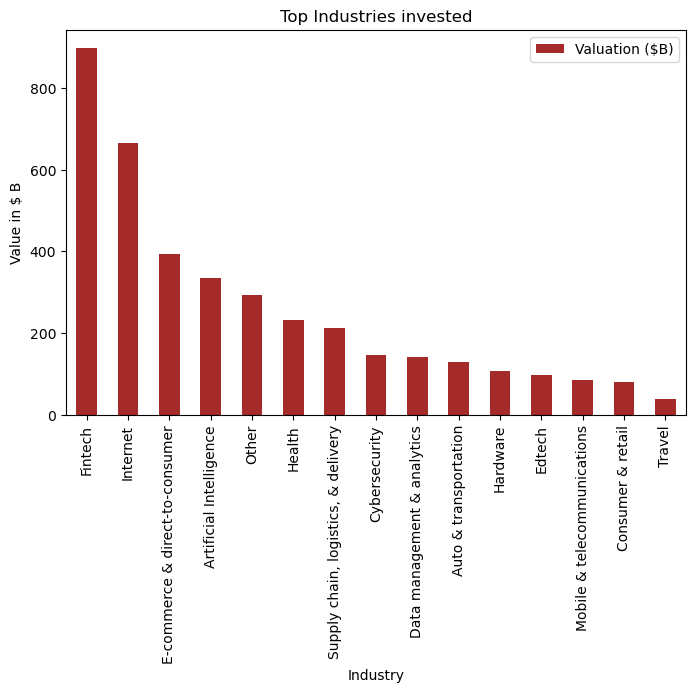 Top Industries invested
Valuation ($B)
Value in $ B
800
600
400
200
0
Fintech
Internet
E-commerce & direct-to-consumer
Artificial Intelligence
Other
Health
Supply chain, logistics, & delivery
Cybersecurity
Data management & analytics
Auto & transportation
Hardware
Edtech
Mobile & telecommunications
Consumer & retail
Travel
Industry